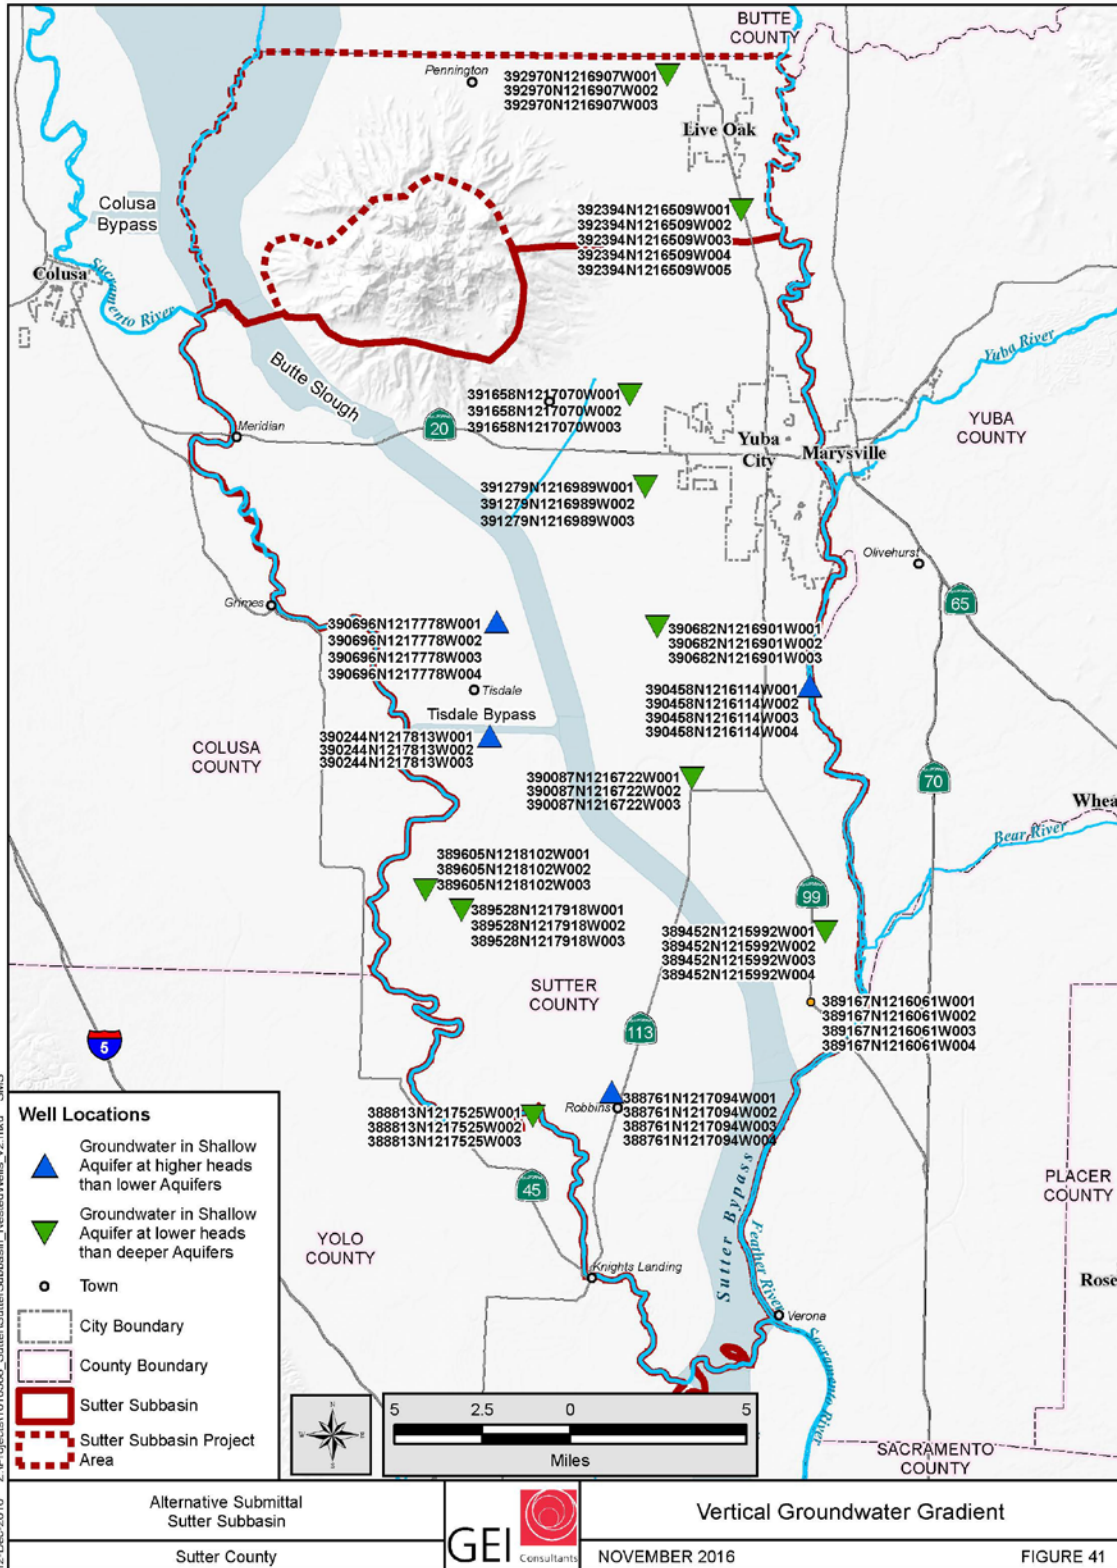 BUTTE
COUNTY
Pennington
392970N1216907W001
392970N1216907W002
392970N1216907W003
Live Oak
Colusa
Bypass
392394N1216509W001
392394N1216509W002
392394N1216509W003
392394N1216509W004
392394N1216509W005
Colusa
Sacramento River
Yuba River
Butte Slough
391658N1217070W001
391658N1217070W002
391658N1217070W003
CALIFORNIA
20
Meridian
Yuba
City
Marysville
YUBA
COUNTY
391279N1216989W001
391279N1216989W002
391279N1216989W003
Olivehurst
CALIFORNIA
65
Grimes
390696N1217778W001
390696N1217778W002
390696N1217778W003
390696N1217778W004
390682N1216901W001
390682N1216901W002
390682N1216901W003
Tisdale
390458N1216114W001
390458N1216114W002
390458N1216114W003
390458N1216114W004
Tisdale Bypass
COLUSA
COUNTY
390244N1217813W001
390244N1217813W002
390244N1217813W003
390087N1216722W001
390087N1216722W002
390087N1216722W003
CALIFORNIA
70
Whea
Bear River
389605N1218102W001
389605N1218102W002
389605N1218102W003
CALIFORNIA
99
389528N1217918W001
389528N1217918W002
389528N1217918W003
389452N1215992W001
389452N1215992W002
389452N1215992W003
389452N1215992W004
SUTTER
COUNTY
389167N1216061W001
389167N1216061W002
389167N1216061W003
389167N1216061W004
CALIFORNIA
113
5
388813N1217525W001
388813N1217525W002
388813N1217525W003
Robbins
388761N1217094W001
388761N1217094W002
388761N1217094W003
388761N1217094W004
CALIFORNIA
45
PLACER
COUNTY
YOLO
COUNTY
Sutter Bypass
Feather River
Knights Landing
Rose
Verona
Sacramento River
SACRAMENTO
COUNTY
Well Locations
Groundwater in Shallow
Aquifer at higher heads
than lower Aquifers
Groundwater in Shallow
Aquifer at lower heads
than deeper Aquifers
Town
City Boundary
County Boundary
Sutter Subbasin
Sutter Subbasin Project
Area
N
W E
S
5 2.5 0 5
Miles
Alternative Submittal
Sutter Subbasin
Sutter County
GEI
Consultants
Vertical Groundwater Gradient
NOVEMBER 2016
FIGURE 41